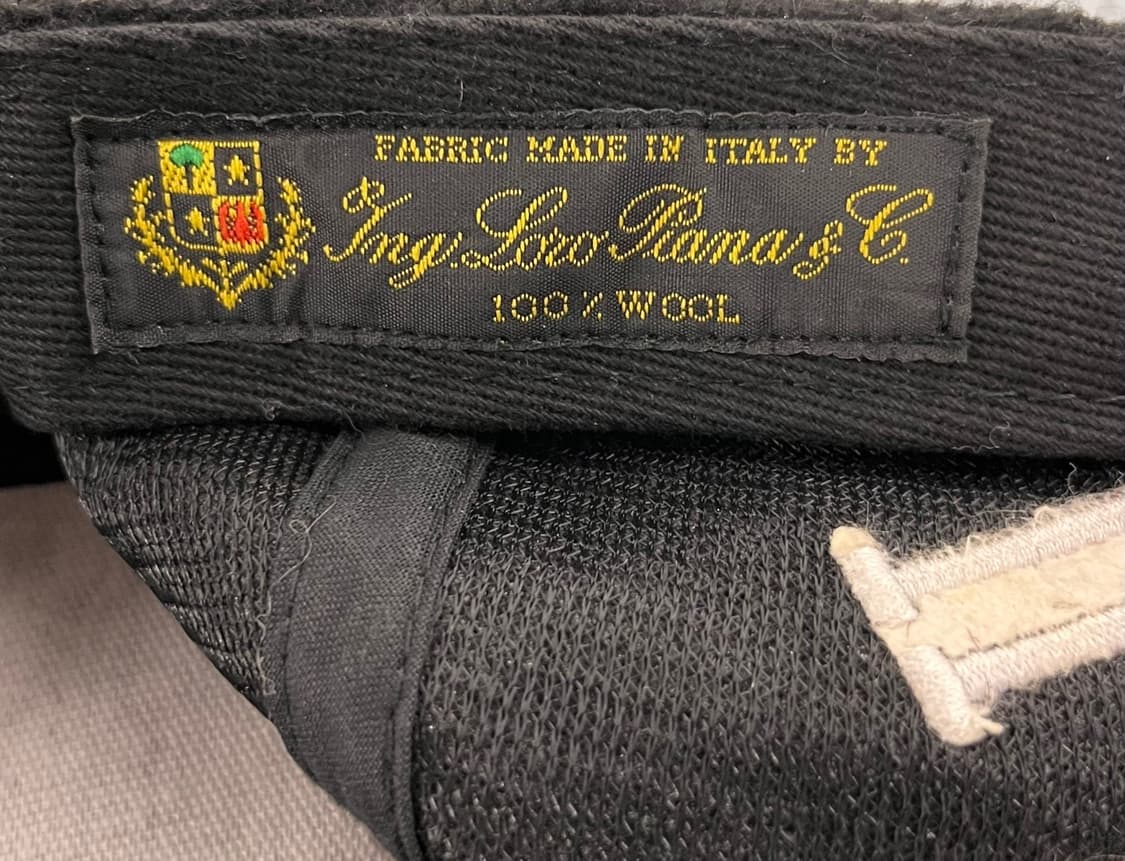 FABRIC MADE IN ITALY BY
Ing. Loro Piana & C.
100% WOOL